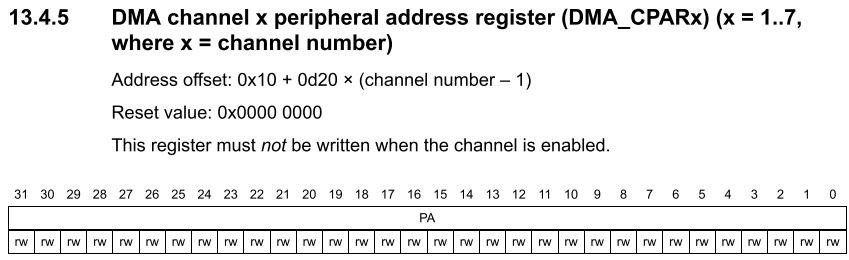 13.4.5 DMA channel x peripheral address register (DMA_CPARx) (x = 1..7,
where x = channel number)
Address offset: 0x10 + 0d20 × (channel number – 1)
Reset value: 0x0000 0000
This register must not be written when the channel is enabled.
31 30 29 28 27 26 25 24 23 22 21 20 19 18 17 16 15 14 13 12 11 10 9 8 7 6 5 4 3 2 1 0
PA
rw rw rw rw rw rw rw rw rw rw rw rw rw rw rw rw rw rw rw rw rw rw rw rw rw rw rw rw rw rw rw rw